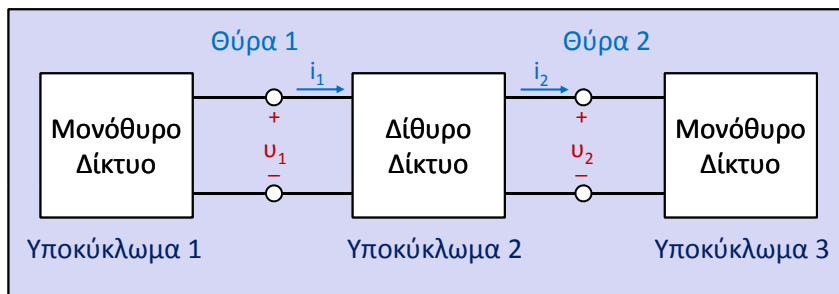 Θύρα 1
Θύρα 2
i1
i2
Μονόθυρο
Δίκτυο
+
υ1
−
Δίθυρο
Δίκτυο
+
υ2
−
Μονόθυρο
Δίκτυο
Υποκύκλωμα 1
Υποκύκλωμα 2
Υποκύκλωμα 3